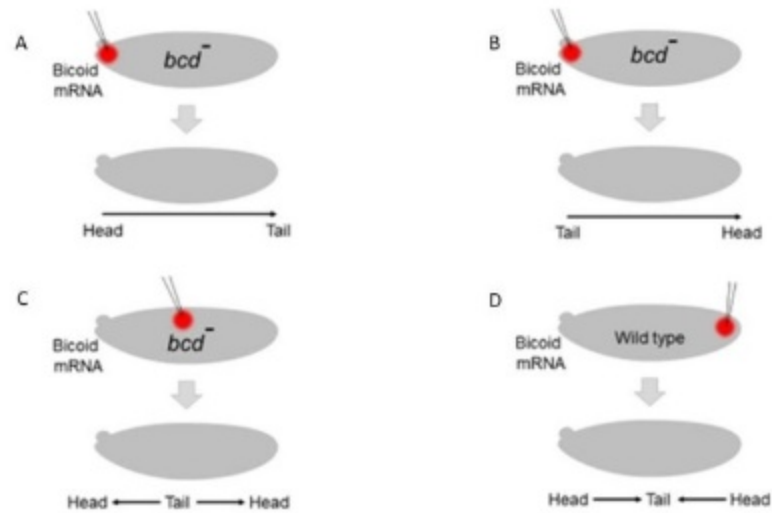 A
bcd-
Bicoid
mRNA
Head Tail
B
bcd-
Bicoid
mRNA
Tail Head
C
bcd-
Bicoid
mRNA
Head Tail Head
D
Wild type
Bicoid
mRNA
Head Tail Head